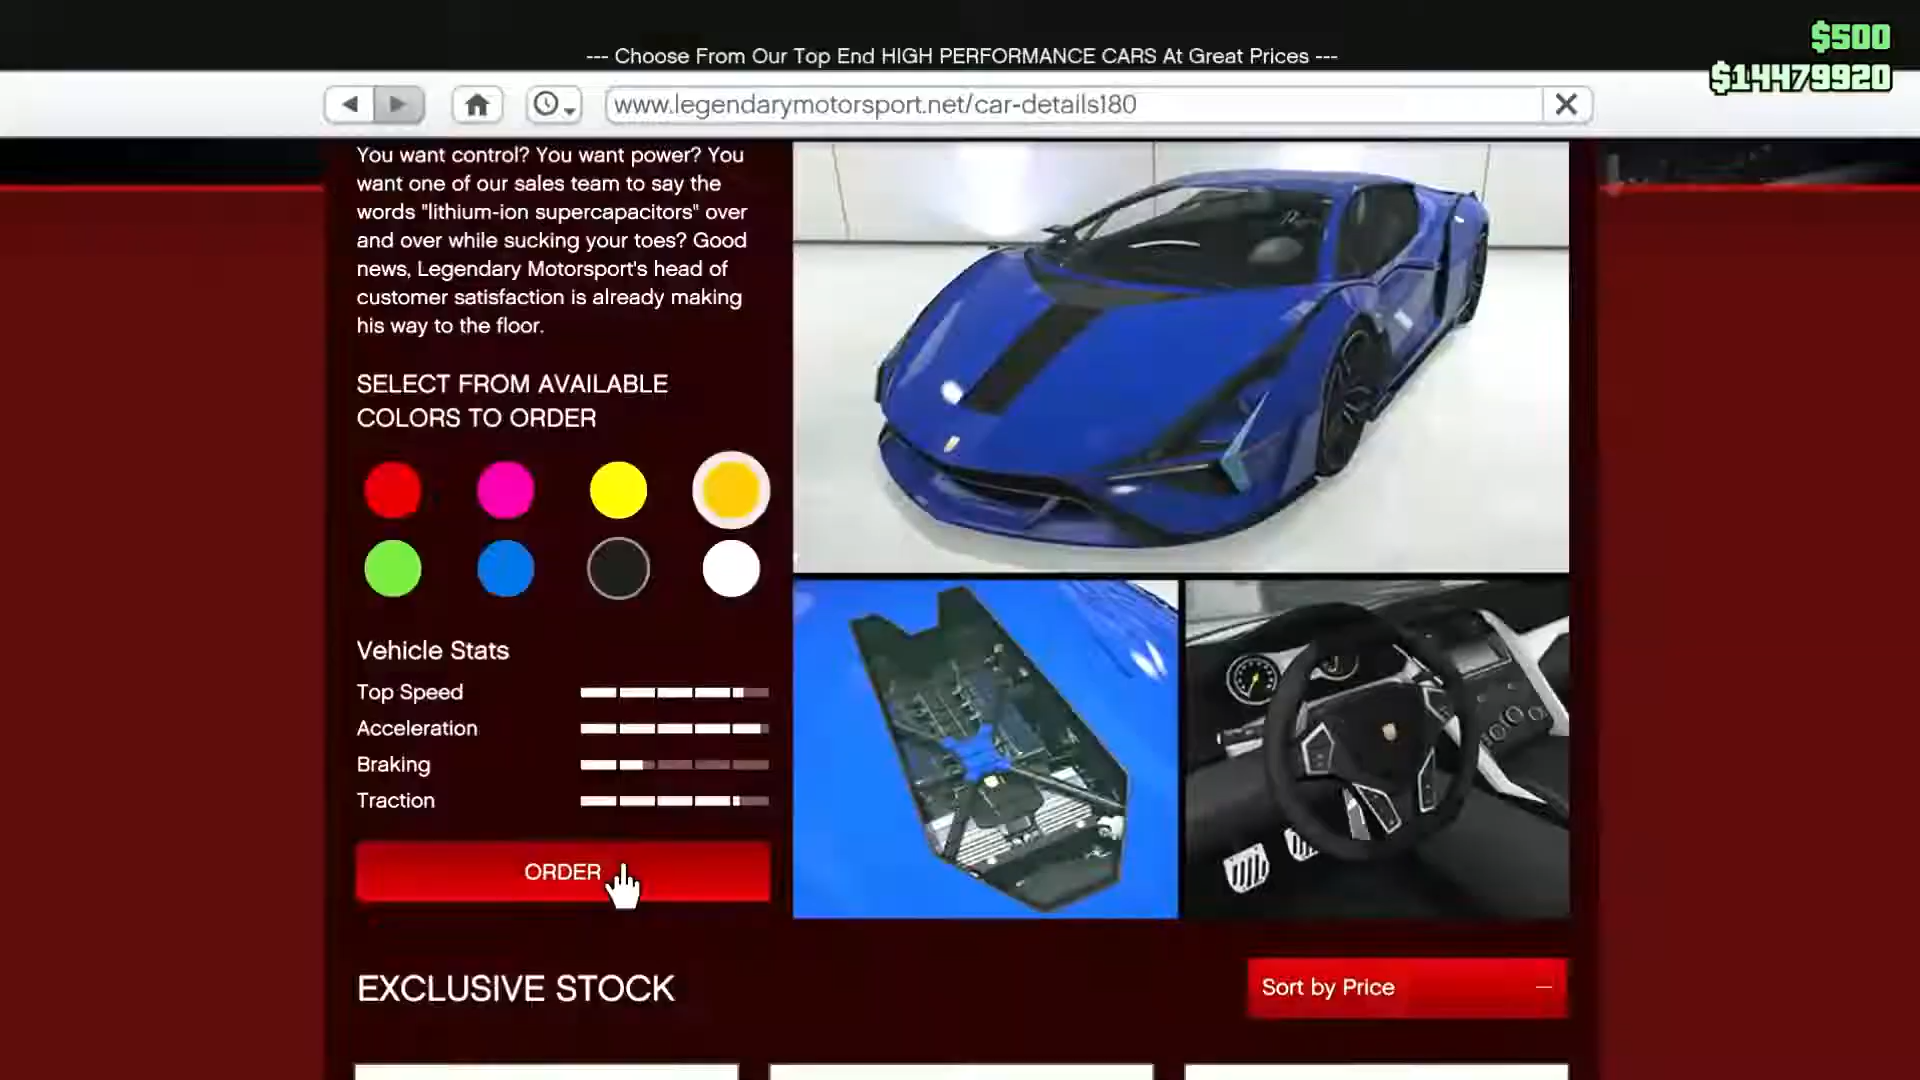 --- Choose From Our Top End HIGH PERFORMANCE CARS At Great Prices ---
$500
$14479920
www.legendarymotorsport.net/car-details180
You want control? You want power? You
want one of our sales team to say the
words "lithium-ion supercapacitors" over
and over while sucking your toes? Good
news, Legendary Motorsport's head of
customer satisfaction is already making
his way to the floor.
SELECT FROM AVAILABLE
COLORS TO ORDER
Vehicle Stats
Top Speed
Acceleration
Braking
Traction
ORDER
EXCLUSIVE STOCK
Sort by Price